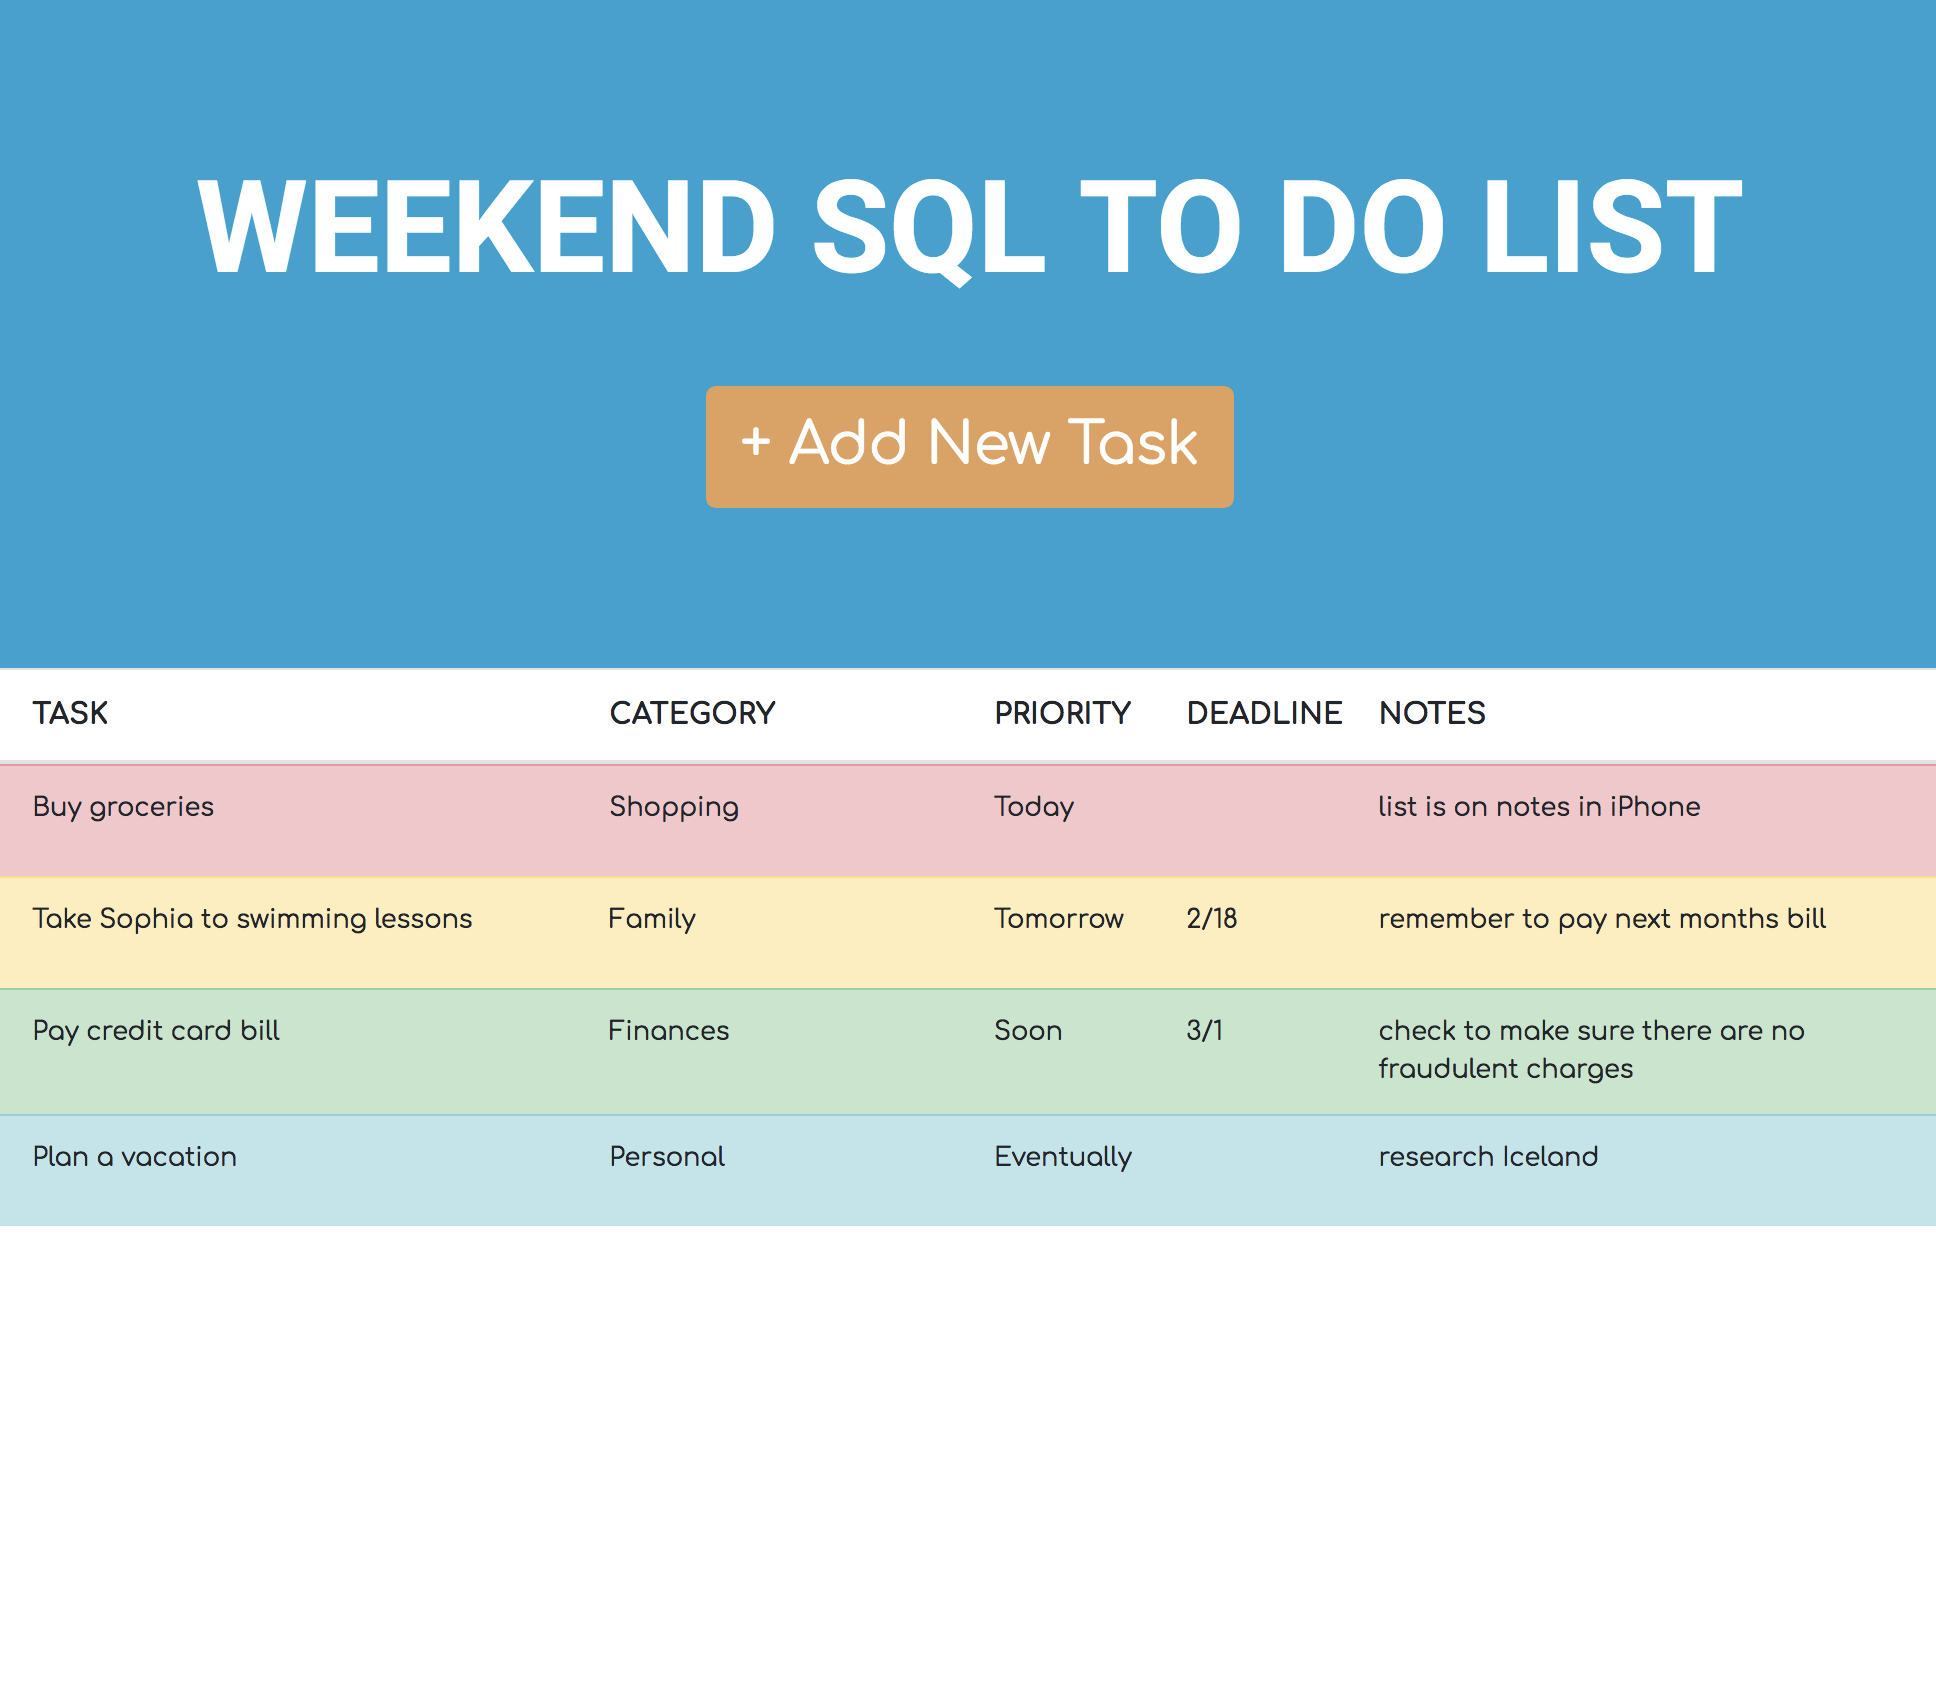 WEEKEND SQL TO DO LIST
+ Add New Task
TASK CATEGORY PRIORITY DEADLINE NOTES
Buy groceries Shopping Today list is on notes in iPhone
Take Sophia to swimming lessons Family Tomorrow 2/18 remember to pay next months bill
Pay credit card bill Finances Soon 3/1 check to make sure there are no
fraudulent charges
Plan a vacation Personal Eventually research Iceland